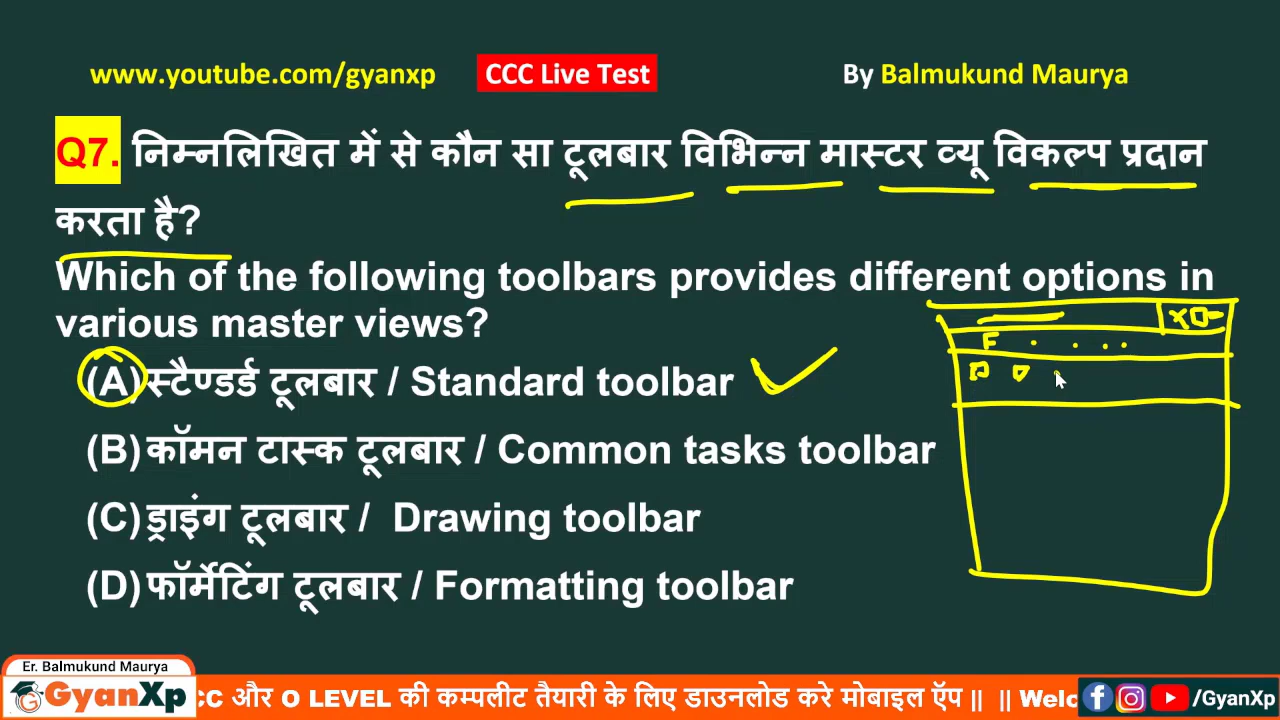 www.youtube.com/gyanxp CCC Live Test By Balmukund Maurya
Q7. निम्नलिखित में से कौन सा टूलबार विभिन्न मास्टर व्यू विकल्प प्रदान
करता है?
Which of the following toolbars provides different options in
various master views?
(A) स्टैण्डर्ड टूलबार / Standard toolbar
(B) कॉमन टास्क टूलबार / Common tasks toolbar
(C) ड्राइंग टूलबार / Drawing toolbar
(D) फॉर्मेटिंग टूलबार / Formatting toolbar
F
Er. Balmukund Maurya
GyanXp CC और O LEVEL की कम्पलीट तैयारी के लिए डाउनलोड करे मोबाइल ऍप || || Welc /GyanXp